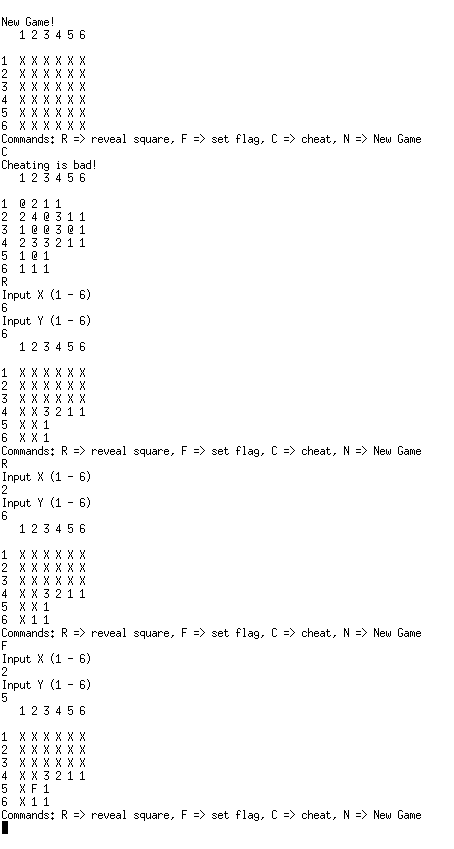 New Game!
   1 2 3 4 5 6

1  X X X X X X
2  X X X X X X
3  X X X X X X
4  X X X X X X
5  X X X X X X
6  X X X X X X
Commands: R => reveal square, F => set flag, C => cheat, N => New Game
C
Cheating is bad!
   1 2 3 4 5 6

1  @ 2 1 1
2  2 4 @ 3 1 1
3  1 @ @ 3 @ 1
4  2 3 3 2 1 1
5  1 @ 1
6  1 1 1
R
Input X (1 - 6)
6
Input Y (1 - 6)
6
   1 2 3 4 5 6

1  X X X X X X
2  X X X X X X
3  X X X X X X
4  X X 3 2 1 1
5  X X 1
6  X X 1
Commands: R => reveal square, F => set flag, C => cheat, N => New Game
R
Input X (1 - 6)
2
Input Y (1 - 6)
6
   1 2 3 4 5 6

1  X X X X X X
2  X X X X X X
3  X X X X X X
4  X X 3 2 1 1
5  X X 1
6  X 1 1
Commands: R => reveal square, F => set flag, C => cheat, N => New Game
F
Input X (1 - 6)
2
Input Y (1 - 6)
5
   1 2 3 4 5 6

1  X X X X X X
2  X X X X X X
3  X X X X X X
4  X X 3 2 1 1
5  X F 1
6  X 1 1
Commands: R => reveal square, F => set flag, C => cheat, N => New Game